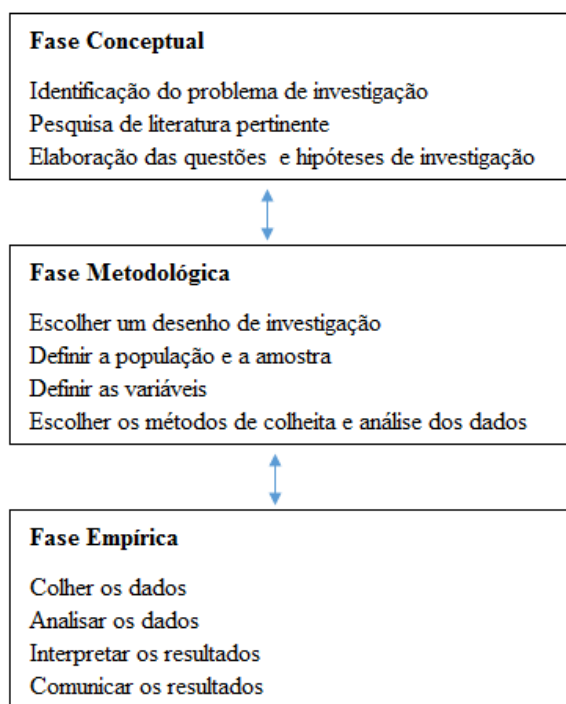 Fase Conceptual
Identificação do problema de investigação
Pesquisa de literatura pertinente
Elaboração das questões e hipóteses de investigação
Fase Metodológica
Escolher um desenho de investigação
Definir a população e a amostra
Definir as variáveis
Escolher os métodos de colheita e análise dos dados
Fase Empírica
Colher os dados
Analisar os dados
Interpretar os resultados
Comunicar os resultados